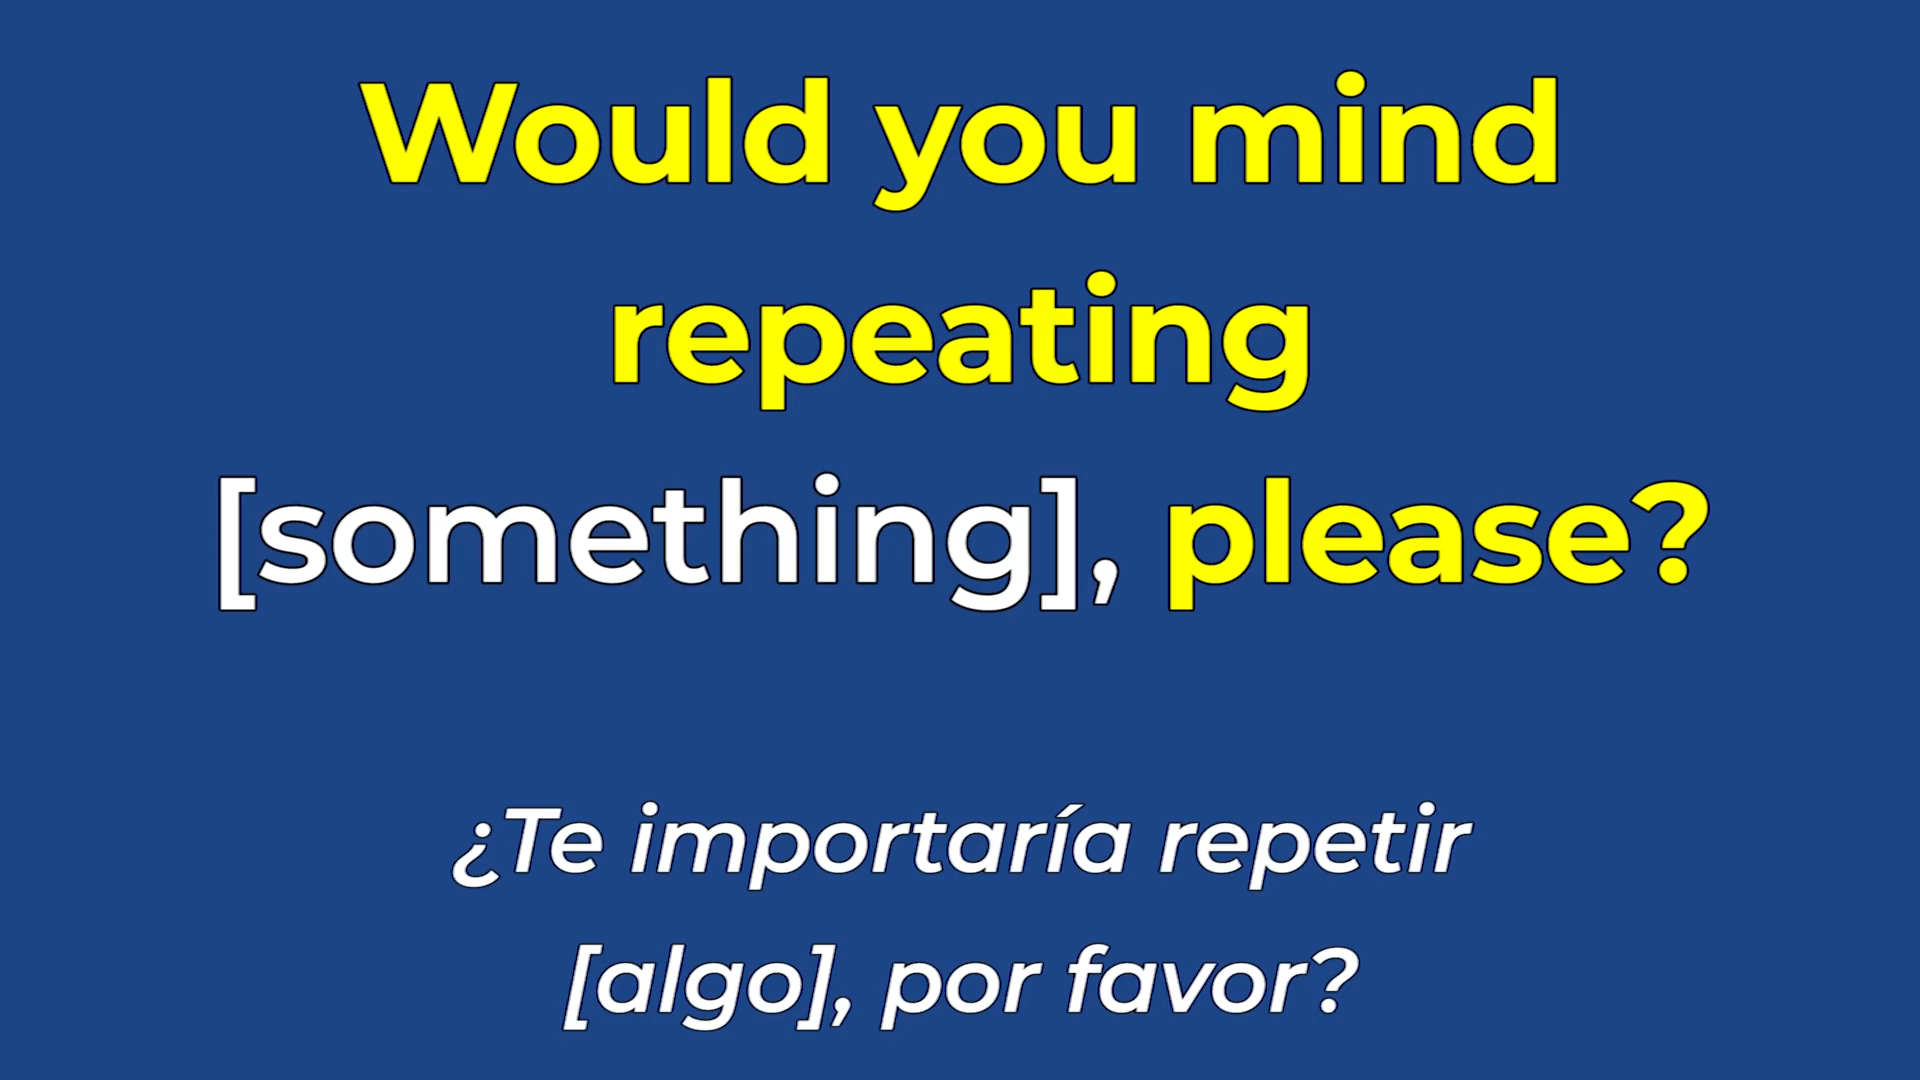 Would you mind
repeating
[something], please?
¿Te importaría repetir
[algo], por favor?